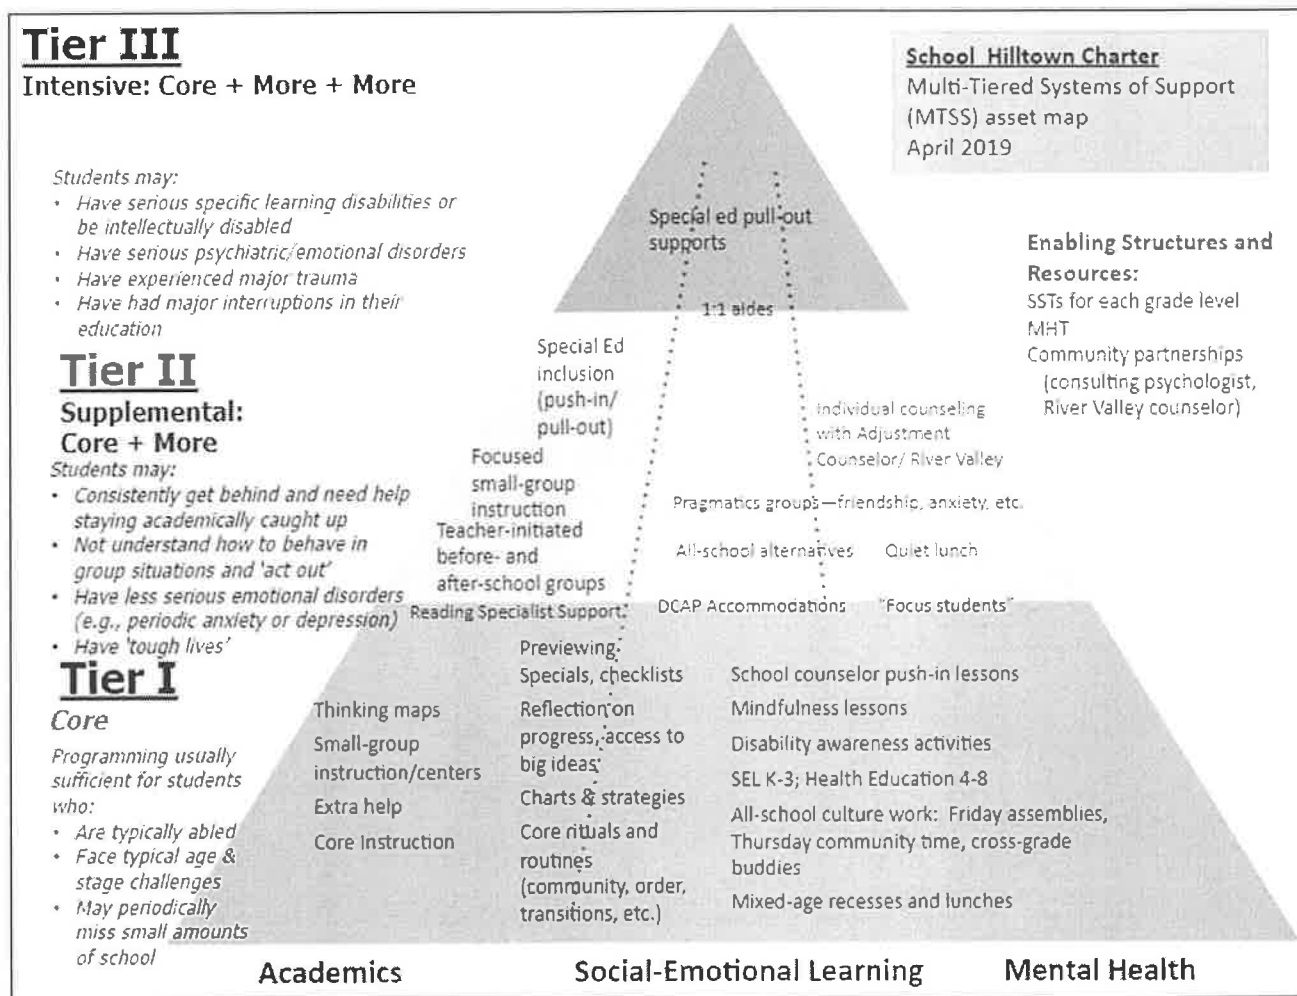 Tier III
Intensive: Core + More + More
School Hilltown Charter
Multi-Tiered Systems of Support
(MTSS) asset map
April 2019
Students may:
• Have serious specific learning disabilities or
be intellectually disabled
• Have serious psychiatric/emotional disorders
• Have experienced major trauma
• Have had major interruptions in their
education
Special ed pull-out
supports
1:1 aides
Enabling Structures and
Resources:
SSTs for each grade level
MHT
Community partnerships
(consulting psychologist,
River Valley counselor)
Tier II
Supplemental:
Core + More
Students may:
• Consistently get behind and need help
staying academically caught up
• Not understand how to behave in
group situations and 'act out'
• Have less serious emotional disorders
(e.g., periodic anxiety or depression)
• Have 'tough lives'
Special Ed
inclusion
(push-in/
pull-out)
Focused
small-group
instruction
Teacher-initiated
before- and
after-school groups
Reading Specialist Support
Individual counseling
with Adjustment
Counselor/ River Valley
Pragmatics groups—friendship, anxiety, etc.
All-school alternatives
Quiet lunch
DCAP Accommodations
"Focus students"
Tier I
Core
Programming usually
sufficient for students
who:
• Are typically abled
• Face typical age &
stage challenges
• May periodically
miss small amounts
of school
Thinking maps
Small-group
instruction/centers
Extra help
Core Instruction
Previewing
Specials, checklists
Reflection on
progress, access to
big ideas
Charts & strategies
Core rituals and
routines
(community, order,
transitions, etc.)
School counselor push-in lessons
Mindfulness lessons
Disability awareness activities
SEL K-3; Health Education 4-8
All-school culture work: Friday assemblies,
Thursday community time, cross-grade
buddies
Mixed-age recesses and lunches
Academics
Social-Emotional Learning
Mental Health